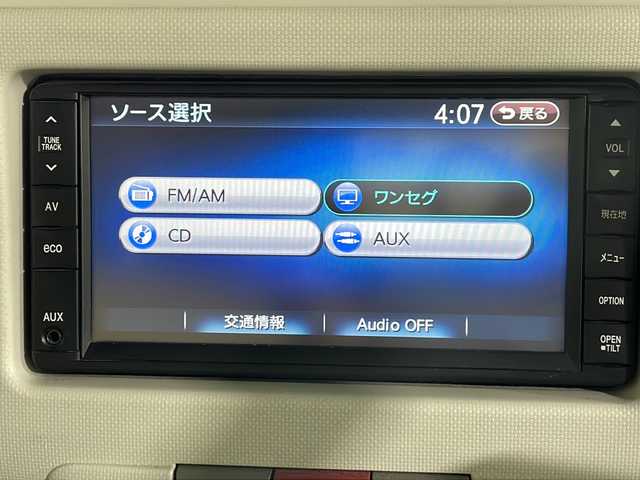 ソース選択
4:07
戻る
FM/AM
ワンセグ
CD
AUX
交通情報
Audio OFF
TUNE
TRACK
AV
eco
AUX
VOL
現在地
メニュー
OPTION
OPEN
TILT